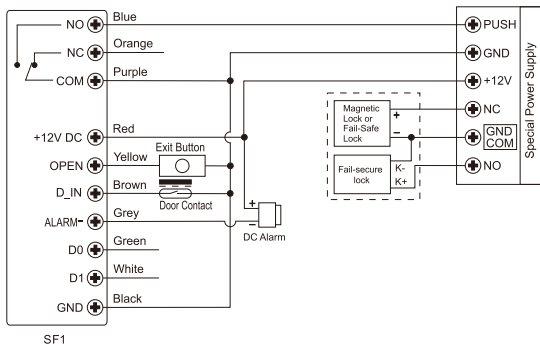 NO
Blue
NC
Orange
COM
Purple
+12V DC
Red
OPEN
Yellow
Exit Button
D_IN
Brown
Door Contact
ALARM-
Grey
+
-
DC Alarm
D0
Green
D1
White
GND
Black
SF1
Magnetic
Lock or
Fail-Safe
Lock
+
-
Fail-secure
lock
K-
K+
PUSH
GND
+12V
NC
GND
COM
NO
Special Power Supply